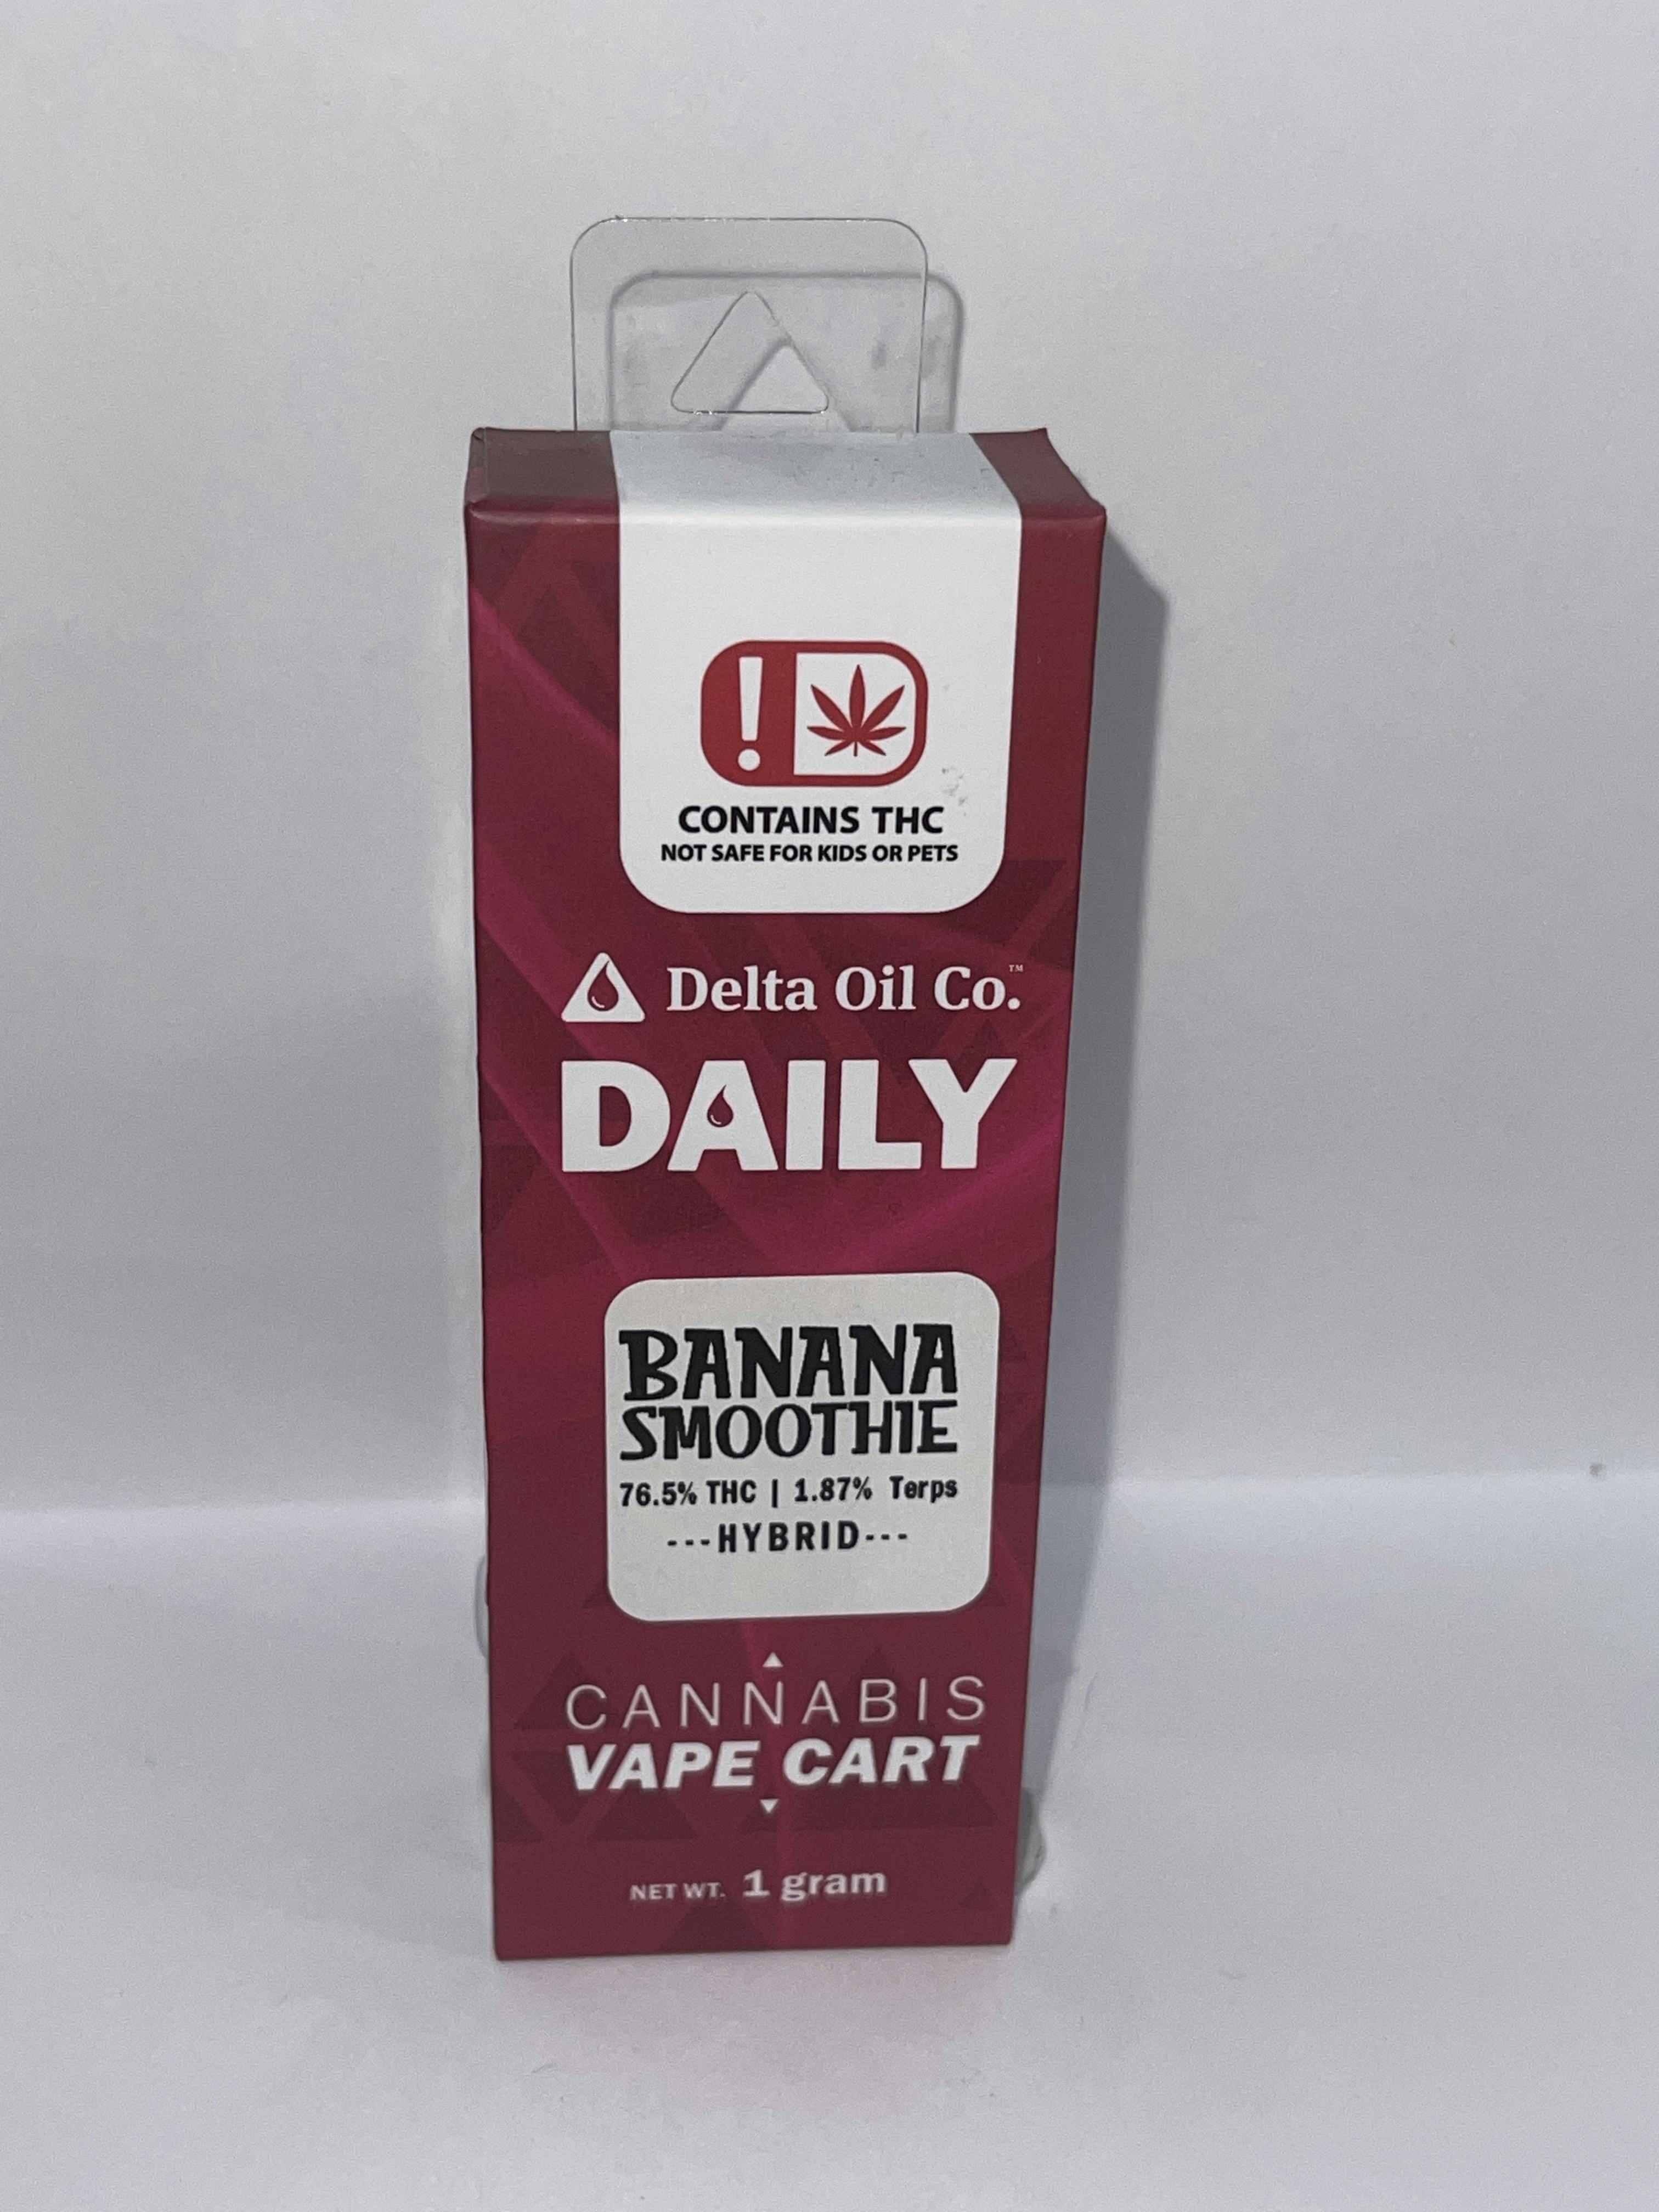 !
CONTAINS THC
NOT SAFE FOR KIDS OR PETS
Delta Oil Co.™
DAILY
BANANA
SMOOTHIE
76.5% THC | 1.87% Terps
---HYBRID---
CANNABIS
VAPE CART
NET WT. 1 gram